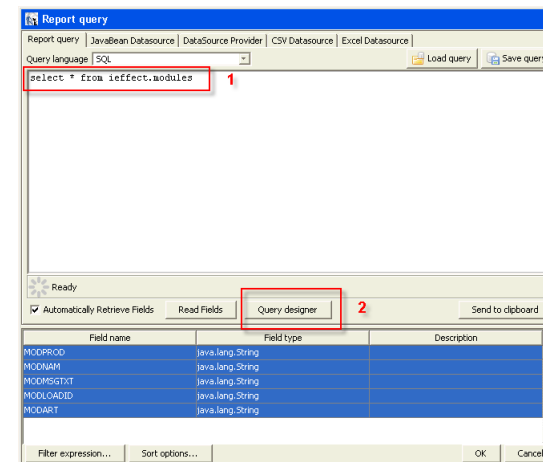 Report query
Report query JavaBean Datasource DataSource Provider CSV Datasource Excel Datasource
Query language SQL Load query Save query
select * from ieffect.modules 1
Ready
Automatically Retrieve Fields Read Fields Query designer 2 Send to clipboard
Field name Field type Description
MODPROD java.lang.String
MODNAM java.lang.String
MODMSGTXT java.lang.String
MODLOADID java.lang.String
MODART java.lang.String
Filter expression... Sort options... OK Cancel